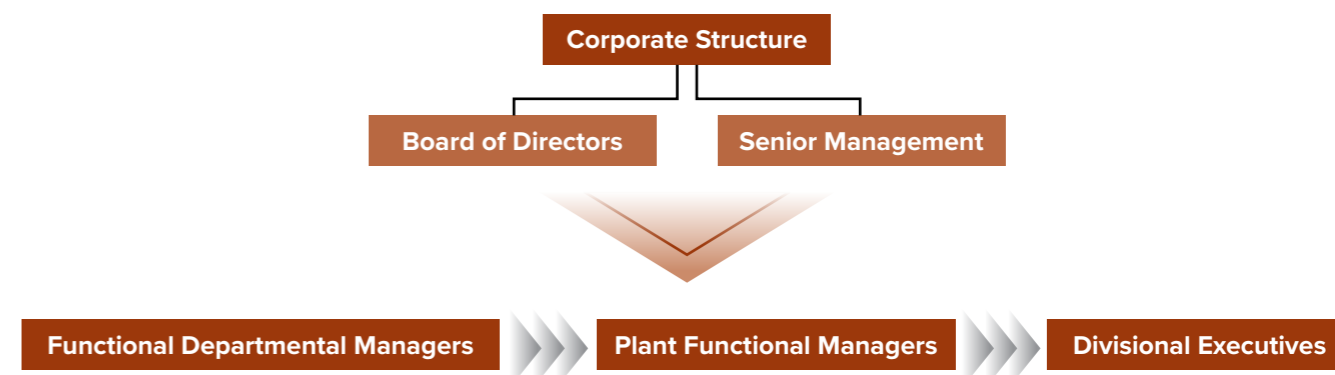 Corporate Structure
Board of Directors
Senior Management
Functional Departmental Managers
Plant Functional Managers
Divisional Executives